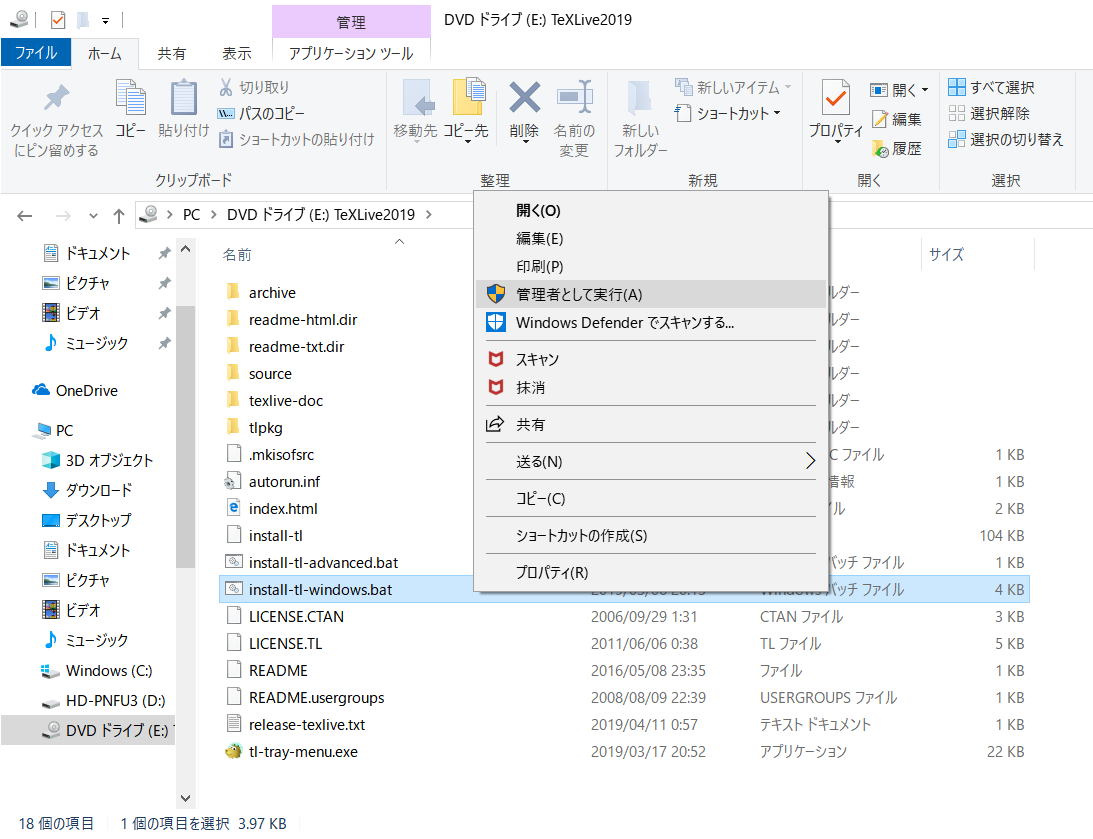 管理
DVD ドライブ (E:) TeXLive2019
ファイル
ホーム
共有
表示
アプリケーション ツール
クイック アクセス
にピン留めする
コピー
貼り付け
切り取り
パスのコピー
ショートカットの貼り付け
クリップボード
移動先
コピー先
削除
名前の
変更
整理
新しい
フォルダー
新しいアイテム
ショートカット
新規
プロパティ
開く
編集
履歴
開く
すべて選択
選択解除
選択の切り替え
選択
PC
DVD ドライブ (E:) TeXLive2019
ドキュメント
ピクチャ
ビデオ
ミュージック
OneDrive
PC
3D オブジェクト
ダウンロード
デスクトップ
ドキュメント
ピクチャ
ビデオ
ミュージック
Windows (C:)
HD-PNFU3 (D:)
DVD ドライブ (E:)
名前
サイズ
archive
ルダー
readme-html.dir
ルダー
readme-txt.dir
ルダー
source
ルダー
texlive-doc
ルダー
tlpkg
ルダー
.mkisofsrc
C ファイル
1 KB
autorun.inf
情報
1 KB
index.html
ル
2 KB
install-tl
104 KB
install-tl-advanced.bat
バッチ ファイル
1 KB
install-tl-windows.bat
Windows バッチ ファイル
4 KB
LICENSE.CTAN
2006/09/29 1:31
CTAN ファイル
3 KB
LICENSE.TL
2011/06/06 0:38
TL ファイル
5 KB
README
2016/05/08 23:35
ファイル
1 KB
README.usergroups
2008/08/09 22:39
USERGROUPS ファイル
1 KB
release-texlive.txt
2019/04/11 0:57
テキスト ドキュメント
1 KB
tl-tray-menu.exe
2019/03/17 20:52
アプリケーション
22 KB
開く(O)
編集(E)
印刷(P)
管理者として実行(A)
Windows Defender でスキャンする...
スキャン
抹消
共有
送る(N)
コピー(C)
ショートカットの作成(S)
プロパティ(R)
18 個の項目
1 個の項目を選択 3.97 KB